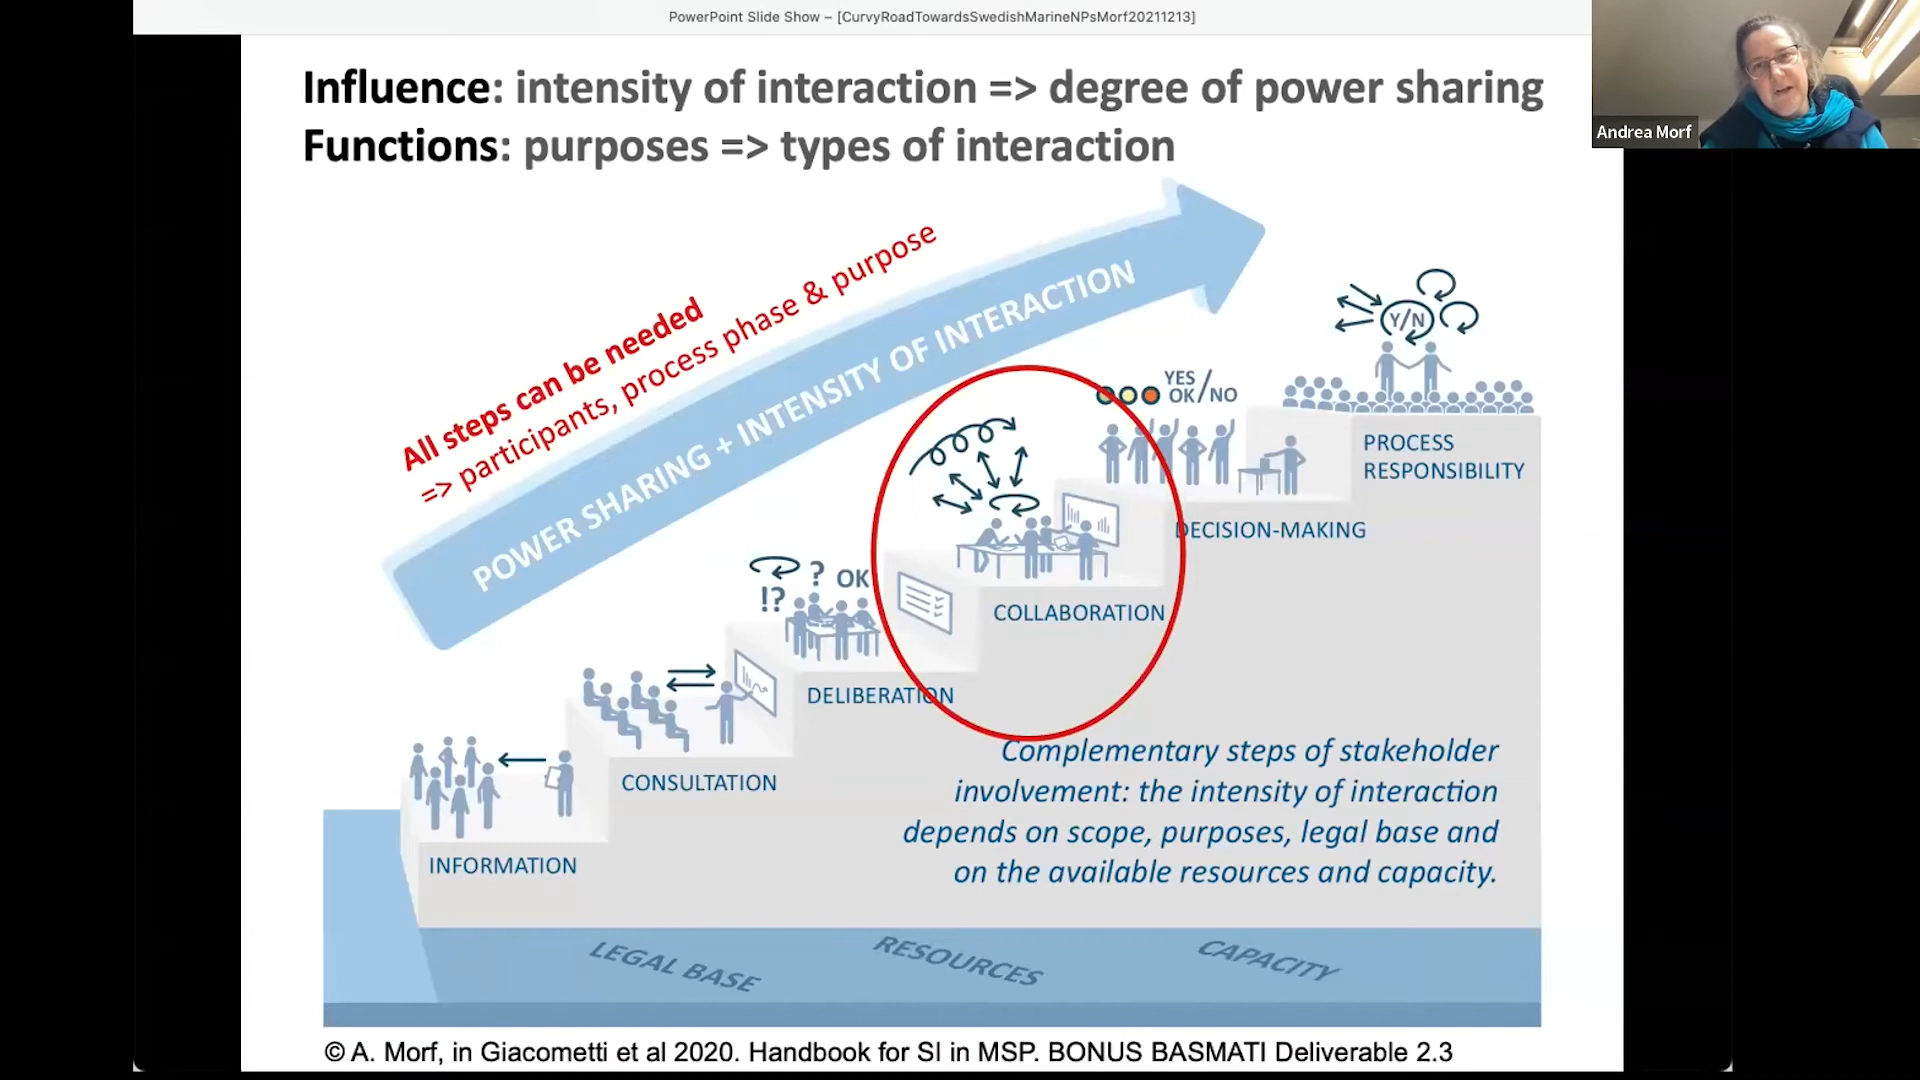 PowerPoint Slide Show – [CurvyRoadTowardsSwedishMarineNPsMorf20211213]
Andrea Morf
Influence: intensity of interaction => degree of power sharing
Functions: purposes => types of interaction
All steps can be needed
=> participants, process phase & purpose
POWER SHARING + INTENSITY OF INTERACTION
Y/N
PROCESS
RESPONSIBILITY
YES
OK/NO
DECISION-MAKING
COLLABORATION
? OK
!?
DELIBERATION
CONSULTATION
INFORMATION
Complementary steps of stakeholder
involvement: the intensity of interaction
depends on scope, purposes, legal base and
on the available resources and capacity.
LEGAL BASE
RESOURCES
CAPACITY
© A. Morf, in Giacometti et al 2020. Handbook for SI in MSP. BONUS BASMATI Deliverable 2.3